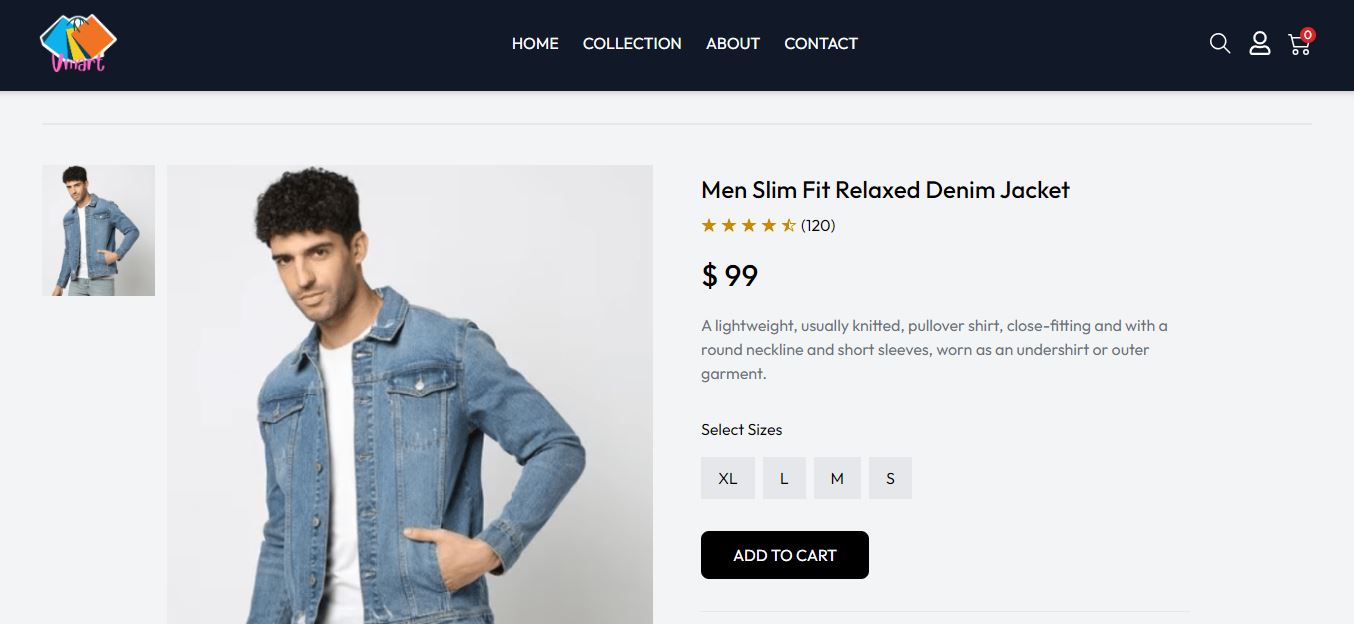 Vmart
HOME COLLECTION ABOUT CONTACT
0
Men Slim Fit Relaxed Denim Jacket
(120)
$ 99
A lightweight, usually knitted, pullover shirt, close-fitting and with a
round neckline and short sleeves, worn as an undershirt or outer
garment.
Select Sizes
XL L M S
ADD TO CART